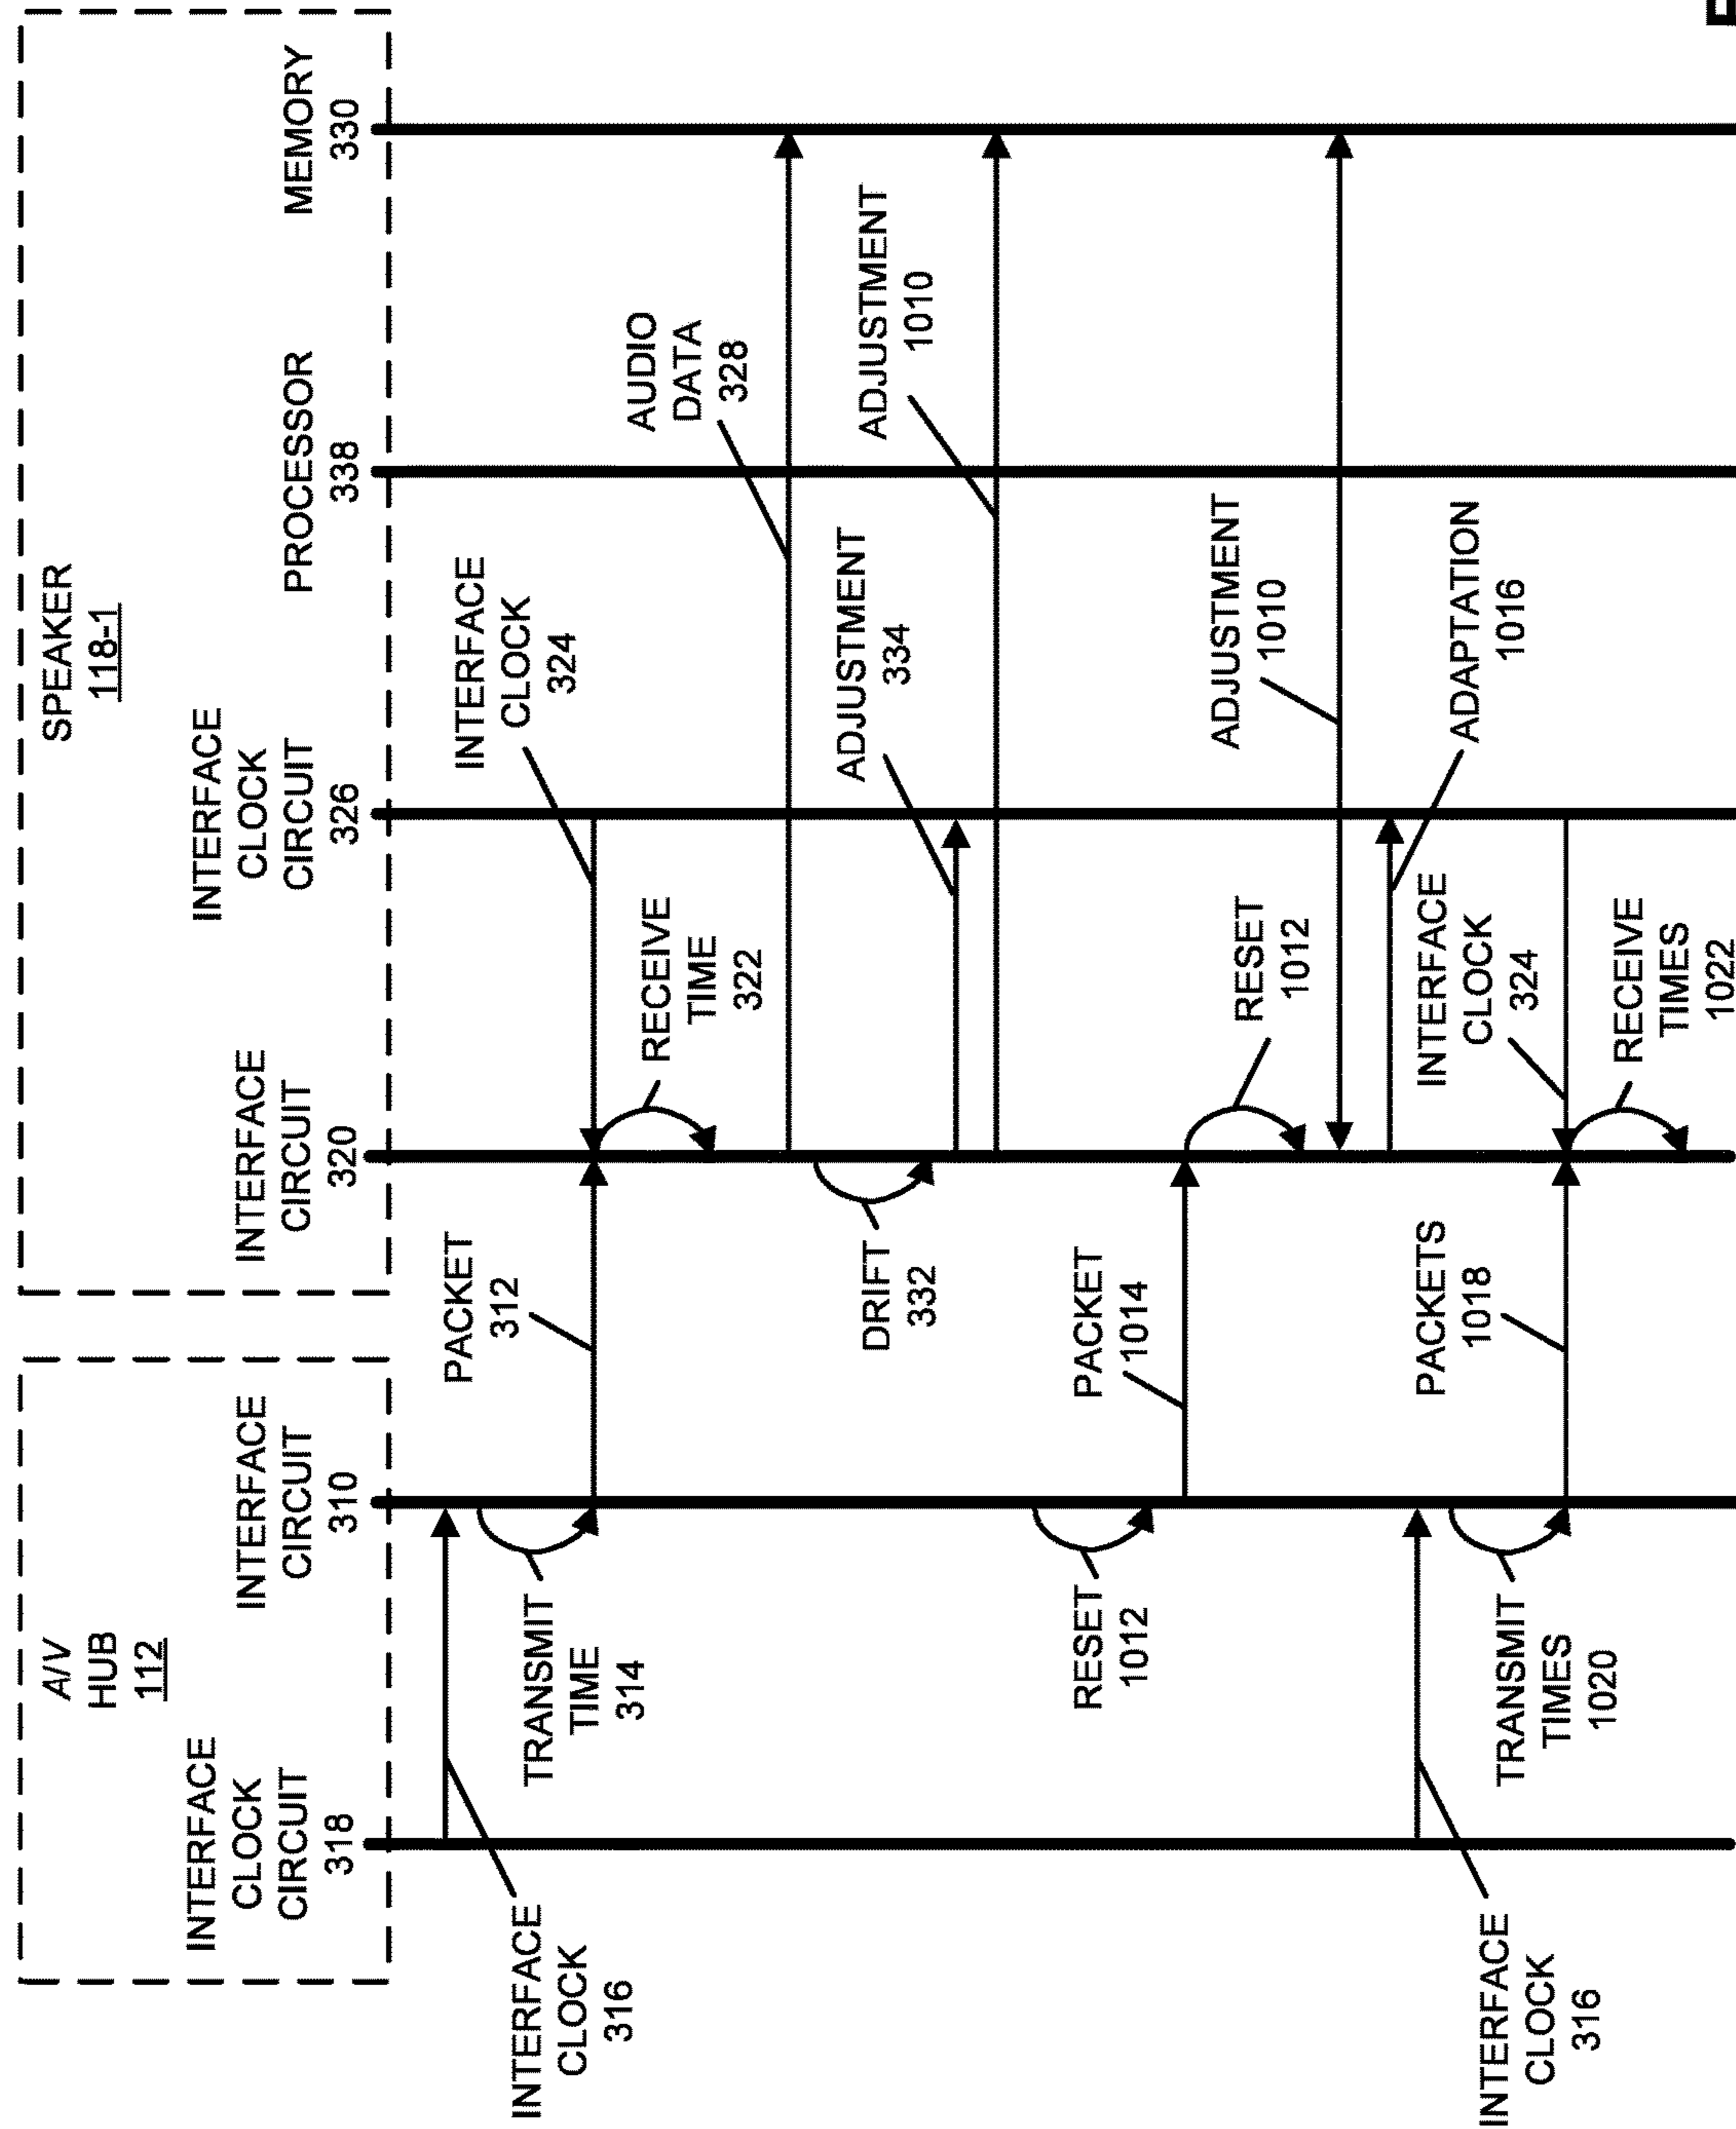 A/V
HUB
112
SPEAKER
118-1
INTERFACE
CLOCK
CIRCUIT
318
INTERFACE
CIRCUIT
310
INTERFACE
CIRCUIT
320
INTERFACE
CLOCK
CIRCUIT
326
PROCESSOR
338
MEMORY
330
INTERFACE
CLOCK
316
TRANSMIT
TIME
314
PACKET
312
INTERFACE
CLOCK
324
RECEIVE
TIME
322
AUDIO
DATA
328
DRIFT
332
ADJUSTMENT
334
ADJUSTMENT
1010
RESET
1012
PACKET
1014
RESET
1012
ADJUSTMENT
1010
ADAPTATION
1016
INTERFACE
CLOCK
316
TRANSMIT
TIMES
1020
PACKETS
1018
INTERFACE
CLOCK
324
RECEIVE
TIMES
1022